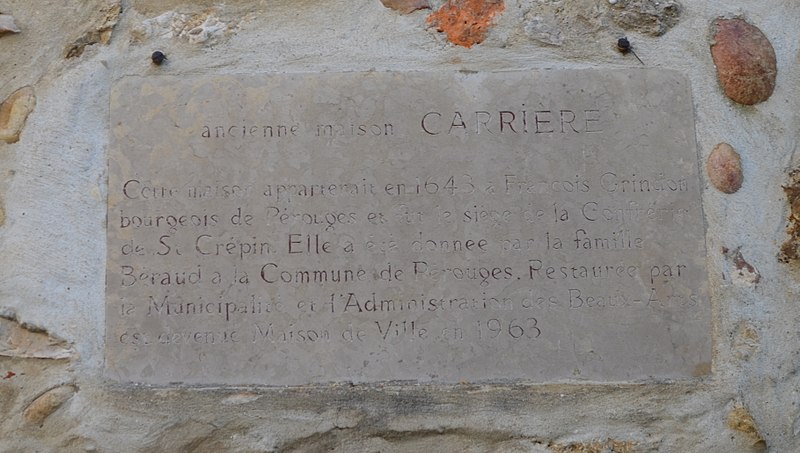 ancienne maison CARRIERE
Cette maison appartenait en 1643 à François Grindon
bourgeois de Pérouges et fut le siège de la Confrérie
de St Crépin. Elle a été donnée par la famille
Béraud à la Commune de Pérouges. Restaurée par
la Municipalité et l'Administration des Beaux-Arts
est devenue Maison de Ville en 1963